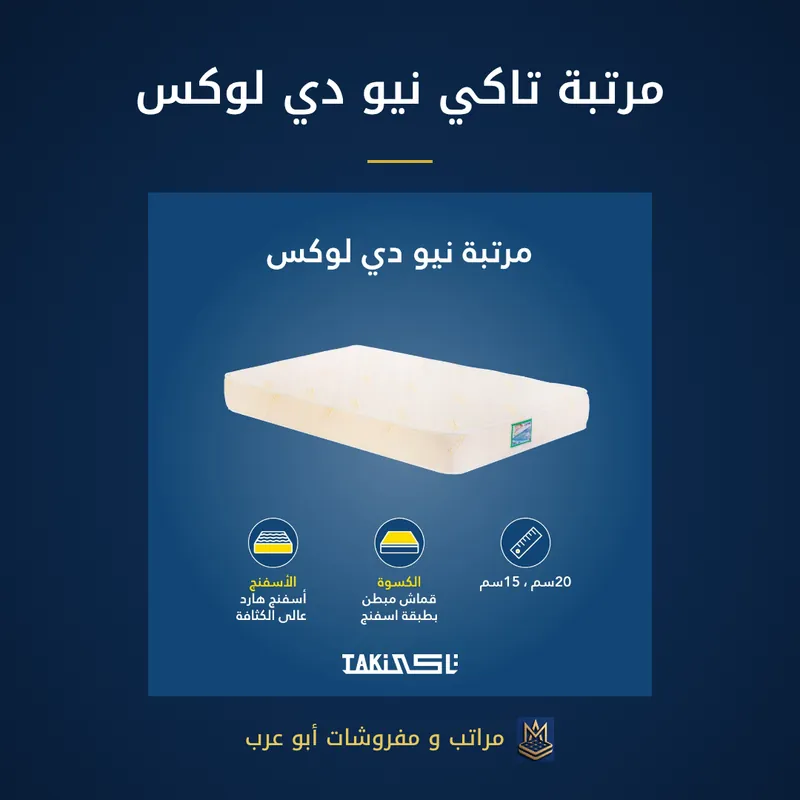 مرتبة تاكي نيو دي لوكس
مرتبة نيو دي لوكس
20سم ، 15سم
الكسوة
قماش مبطن
بطبقة اسفنج
الأسفنج
أسفنج هارد
عالى الكثافة
TAKI تاكى
مراتب و مفروشات أبو عرب